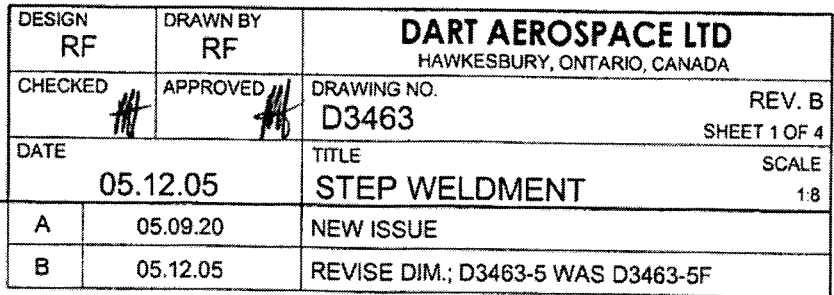 DESIGN
RF
DRAWN BY
RF
DART AEROSPACE LTD
HAWKESBURY, ONTARIO, CANADA
CHECKED
APPROVED
DRAWING NO.
D3463
REV. B
SHEET 1 OF 4
DATE
05.12.05
TITLE
STEP WELDMENT
SCALE
1:8
A 05.09.20 NEW ISSUE
B 05.12.05 REVISE DIM.; D3463-5 WAS D3463-5F